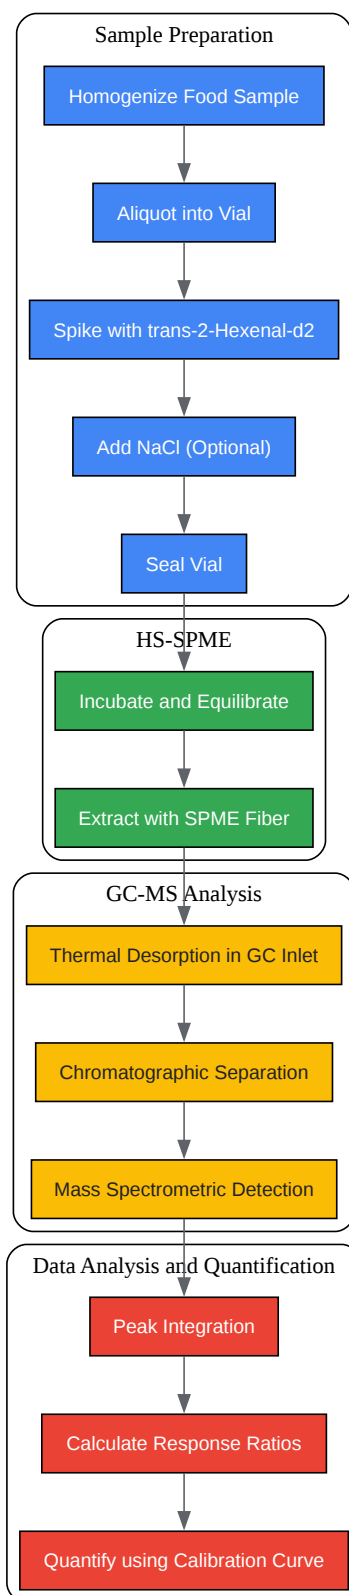 Sample Preparation
Homogenize Food Sample
Aliquot into Vial
Spike with trans-2-Hexenal-d2
Add NaCl (Optional)
Seal Vial
HS-SPME
Incubate and Equilibrate
Extract with SPME Fiber
GC-MS Analysis
Thermal Desorption in GC Inlet
Chromatographic Separation
Mass Spectrometric Detection
Data Analysis and Quantification
Peak Integration
Calculate Response Ratios
Quantify using Calibration Curve